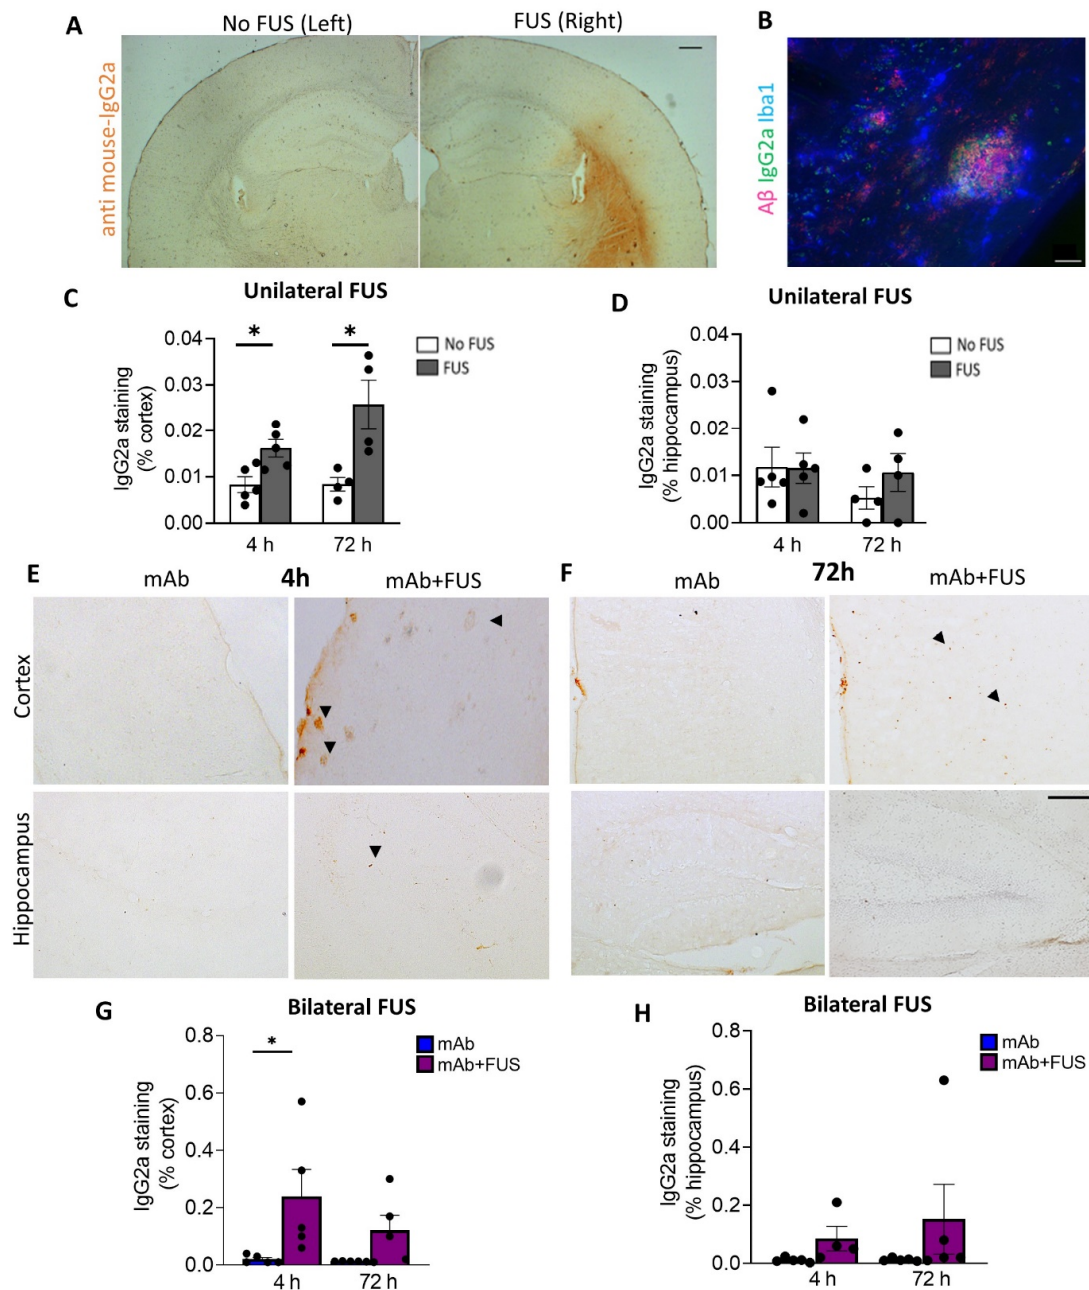 A
No FUS (Left)
FUS (Right)
anti mouse-IgG2a
B
Aβ IgG2a Iba1
C
Unilateral FUS
*
*
No FUS
FUS
IgG2a staining
(% cortex)
0.04
0.03
0.02
0.01
0.00
4 h
72 h
D
Unilateral FUS
No FUS
FUS
IgG2a staining
(% hippocampus)
0.04
0.03
0.02
0.01
0.00
4 h
72 h
E
mAb
4h
mAb+FUS
Cortex
Hippocampus
F
mAb
72h
mAb+FUS
G
Bilateral FUS
*
mAb
mAb+FUS
IgG2a staining
(% cortex)
0.8
0.6
0.4
0.2
0.0
4 h
72 h
H
Bilateral FUS
mAb
mAb+FUS
IgG2a staining
(% hippocampus)
0.8
0.6
0.4
0.2
0.0
4 h
72 h